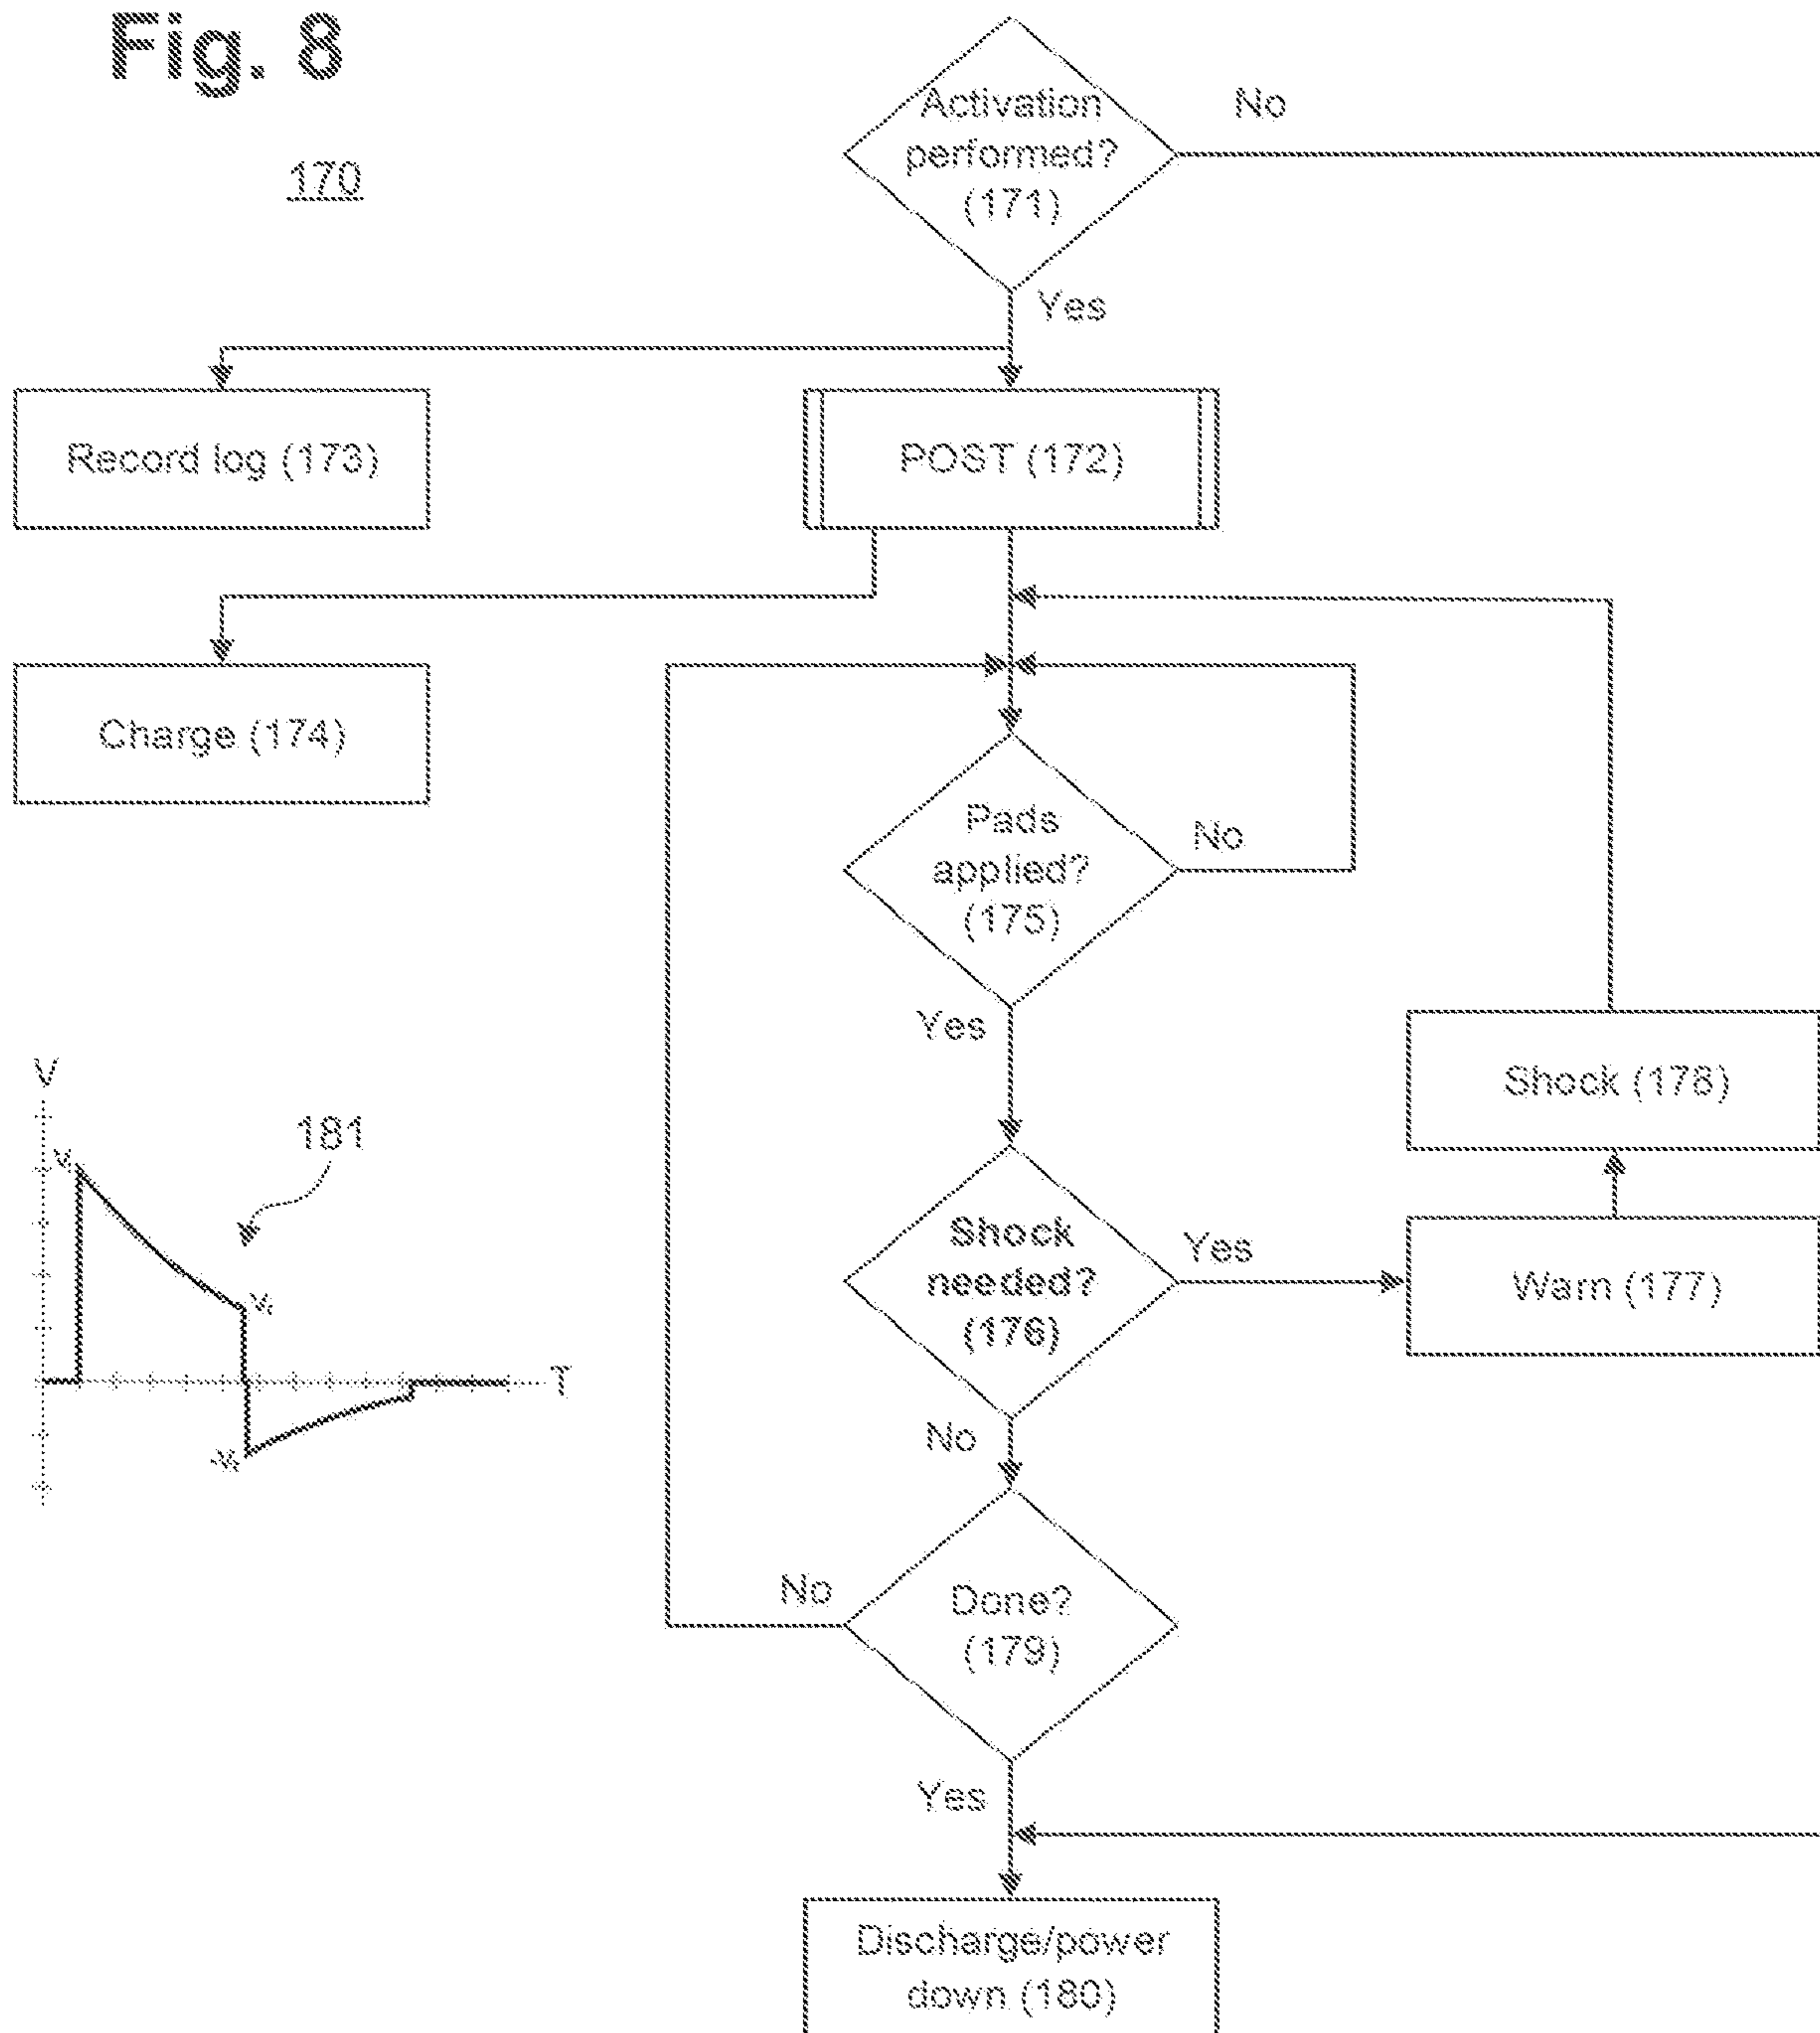 Fig. 8
170
Activation
performed?
(171)
No
Yes
Record log (173)
POST (172)
Charge (174)
Pads
applied?
(175)
No
Yes
Shock (178)
V
181
Shock
needed?
(176)
Yes
Warn (177)
T
No
Done?
(179)
No
Yes
Discharge/power
down (180)